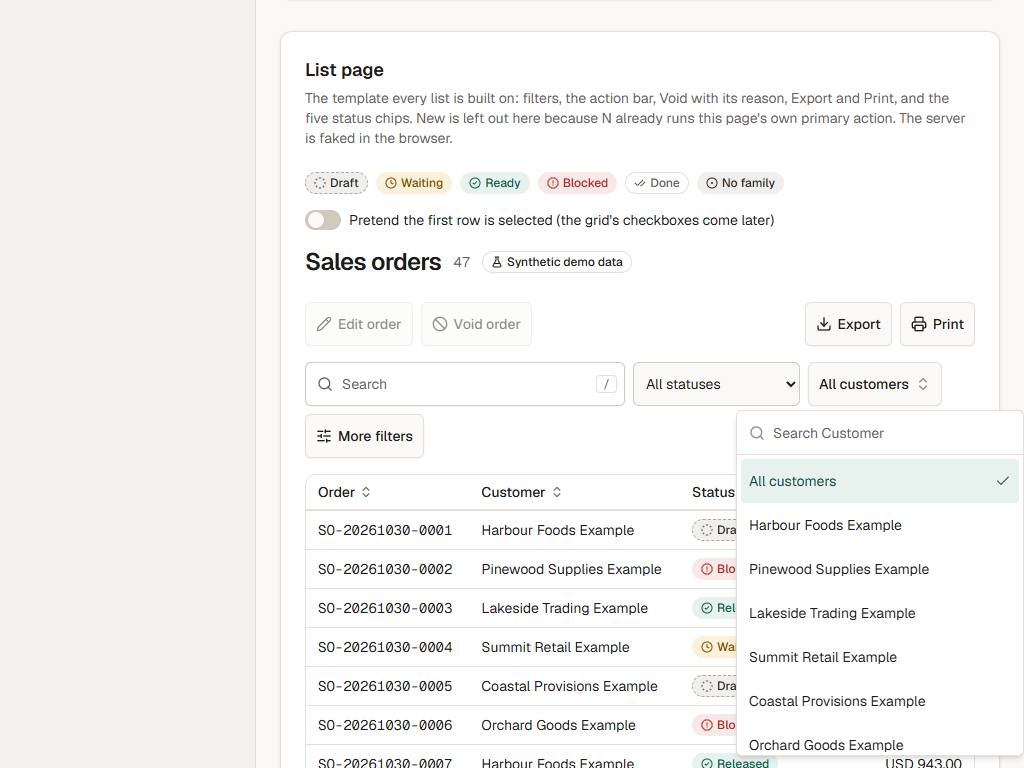 List page
The template every list is built on: filters, the action bar, Void with its reason, Export and Print, and the
five status chips. New is left out here because N already runs this page's own primary action. The server
is faked in the browser.
Draft Waiting Ready Blocked Done No family
Pretend the first row is selected (the grid's checkboxes come later)
Sales orders 47 Synthetic demo data
Edit order Void order Export Print
Search / All statuses All customers
More filters
Search Customer
All customers
Harbour Foods Example
Pinewood Supplies Example
Lakeside Trading Example
Summit Retail Example
Coastal Provisions Example
Orchard Goods Example
Order Customer Status
SO-20261030-0001 Harbour Foods Example Dra
SO-20261030-0002 Pinewood Supplies Example Blo
SO-20261030-0003 Lakeside Trading Example Rel
SO-20261030-0004 Summit Retail Example Wai
SO-20261030-0005 Coastal Provisions Example Dra
SO-20261030-0006 Orchard Goods Example Blo
SO-20261030-0007 Harbour Foods Example Released USD 943.00